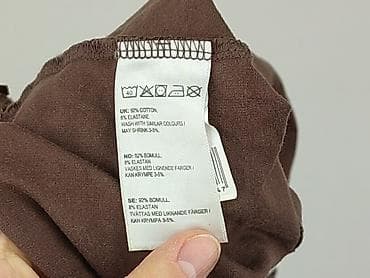 40
UK: 92% COTTON,
8% ELASTANE
WASH WITH SIMILAR COLOURS !
MAY SHRINK 3-5%.
NO: 92% BOMULL,
8% ELASTAN
VASKES MED LIGNENDE FARGER !
KAN KRYMPE 3-5%.
SE: 92% BOMULL,
8% ELASTAN
TVÄTTAS MED LIKNANDE FÄRGER !
KAN KRYMPA 3-5%.